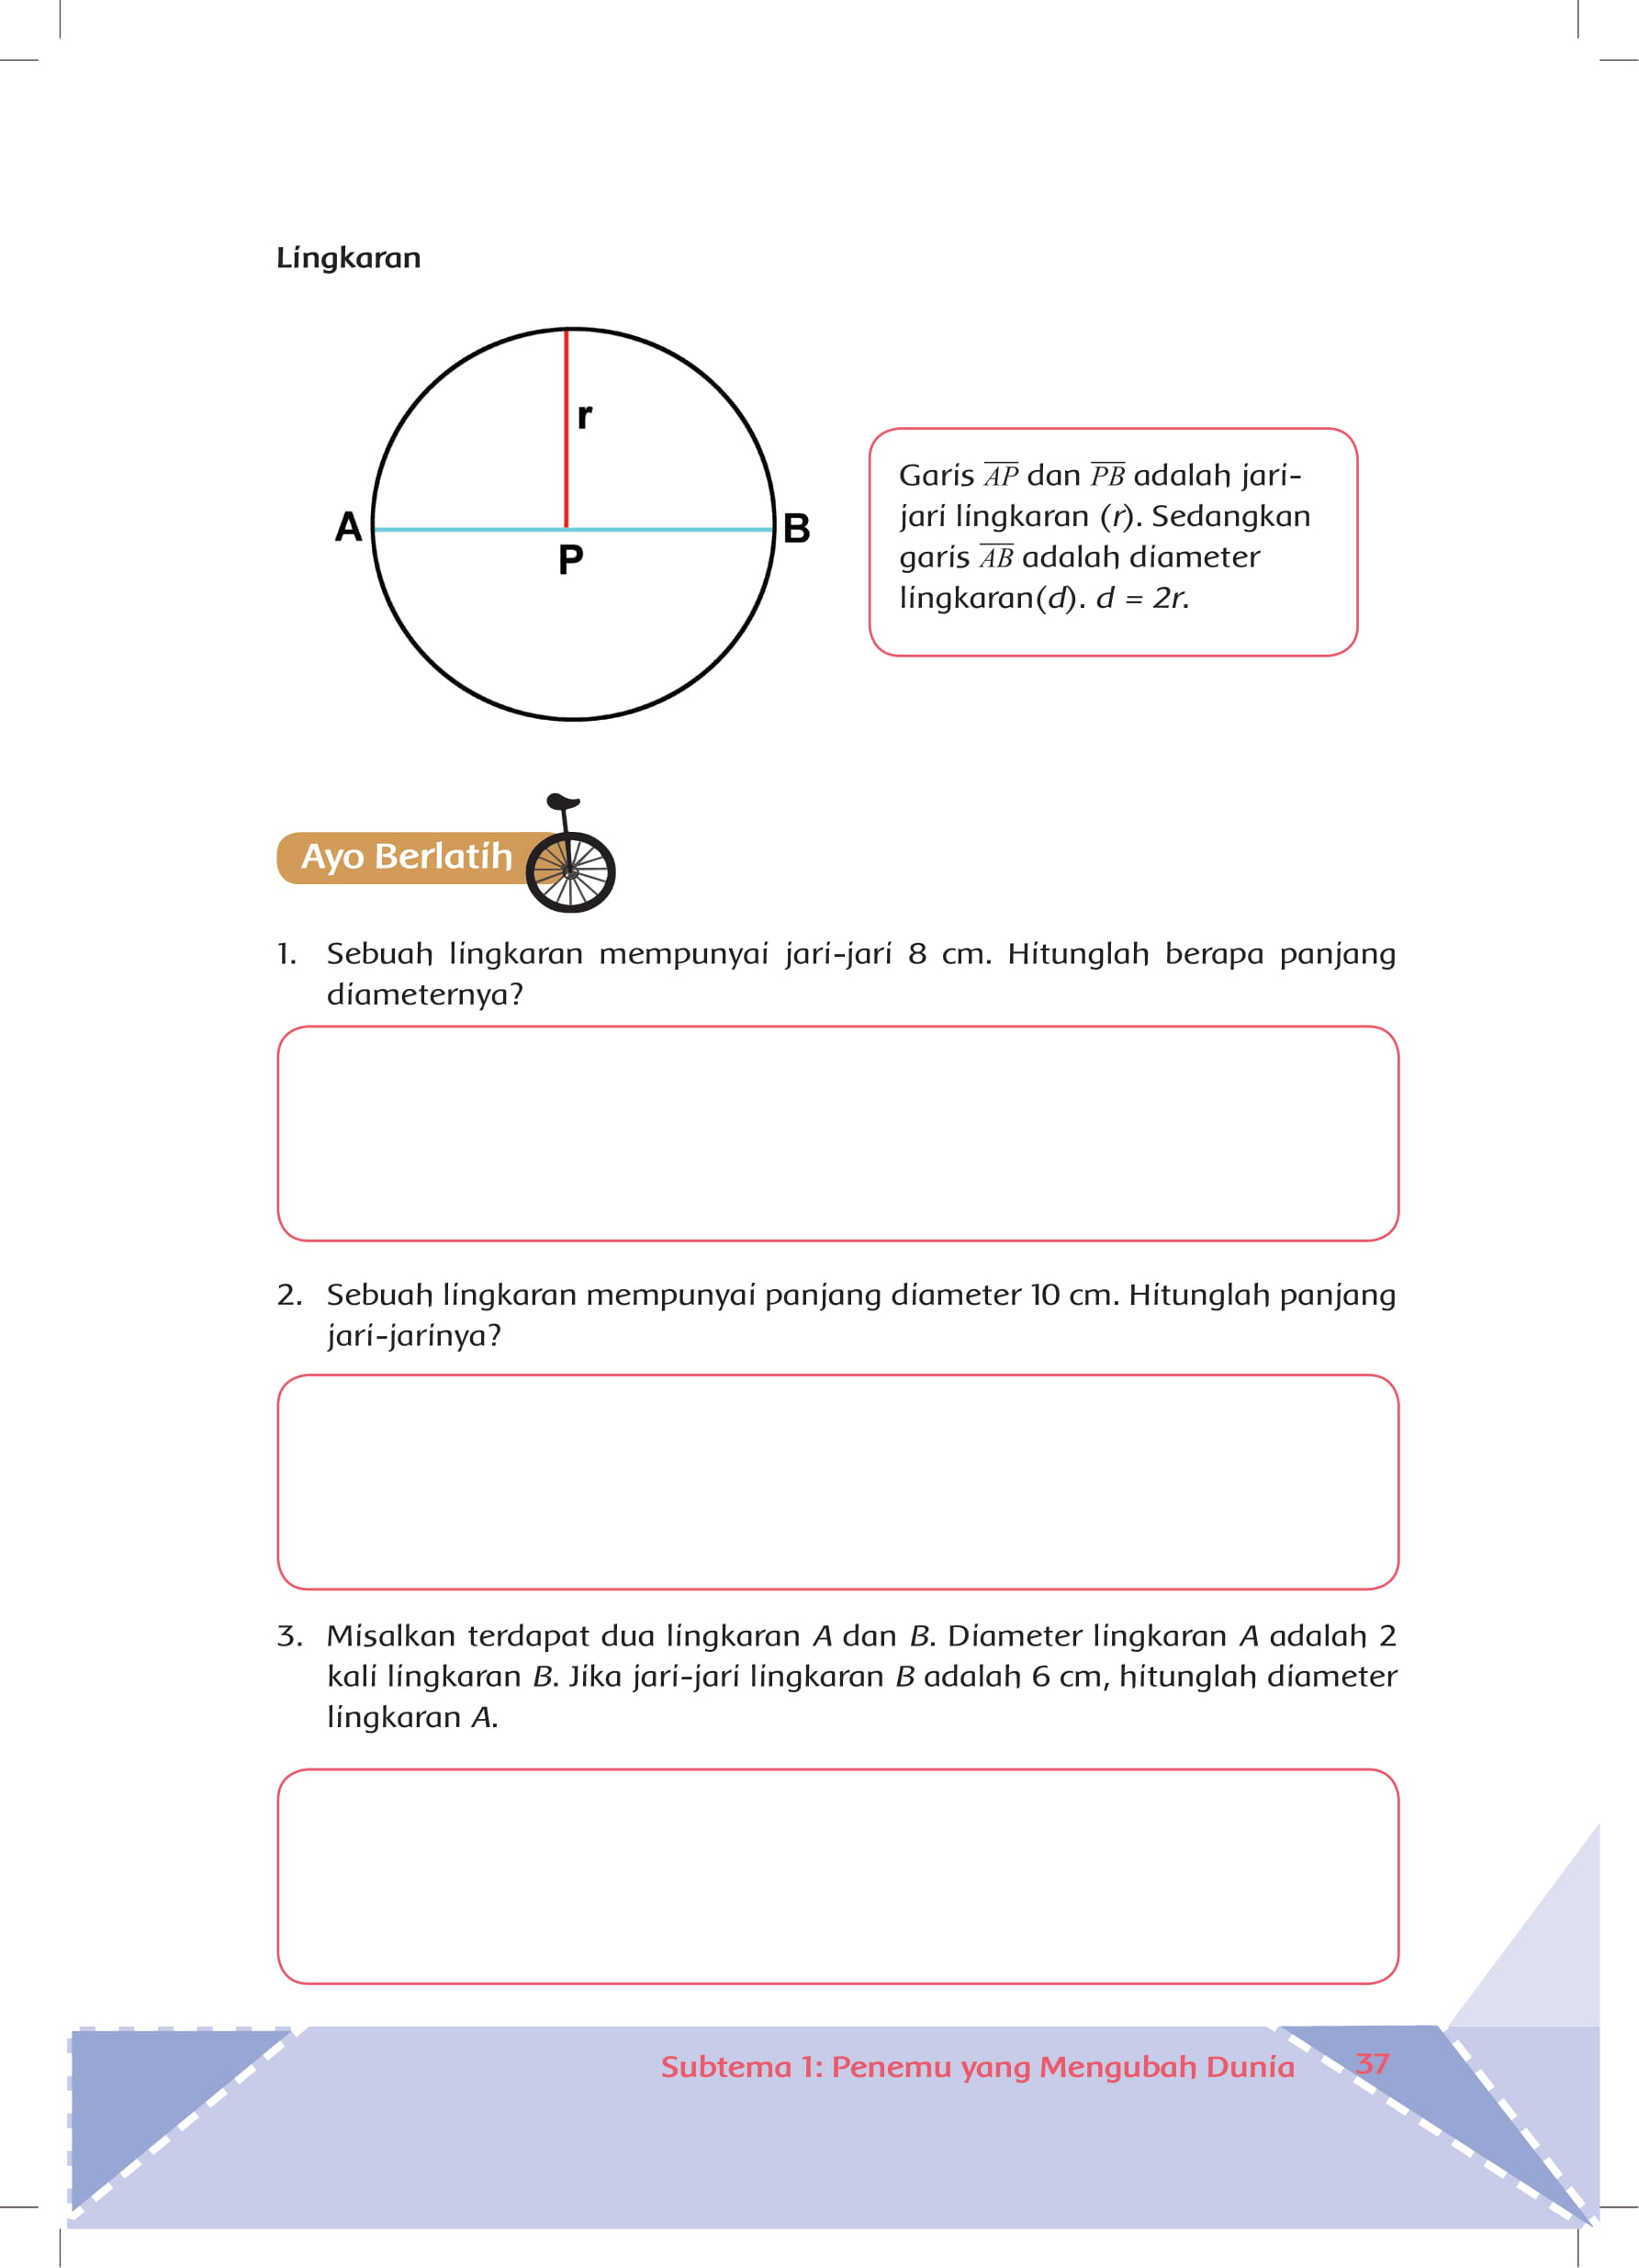 Lingkaran
r
A
B
P
Garis AP dan PB adalah jari-
jari lingkaran (r). Sedangkan
garis AB adalah diameter
lingkaran(d). d = 2r.
Ayo Berlatih
1. Sebuah lingkaran mempunyai jari-jari 8 cm. Hitunglah berapa panjang
diameternya?
2. Sebuah lingkaran mempunyai panjang diameter 10 cm. Hitunglah panjang
jari-jarinya?
3. Misalkan terdapat dua lingkaran A dan B. Diameter lingkaran A adalah 2
kali lingkaran B. Jika jari-jari lingkaran B adalah 6 cm, hitunglah diameter
lingkaran A.
Subtema 1: Penemu yang Mengubah Dunia 37